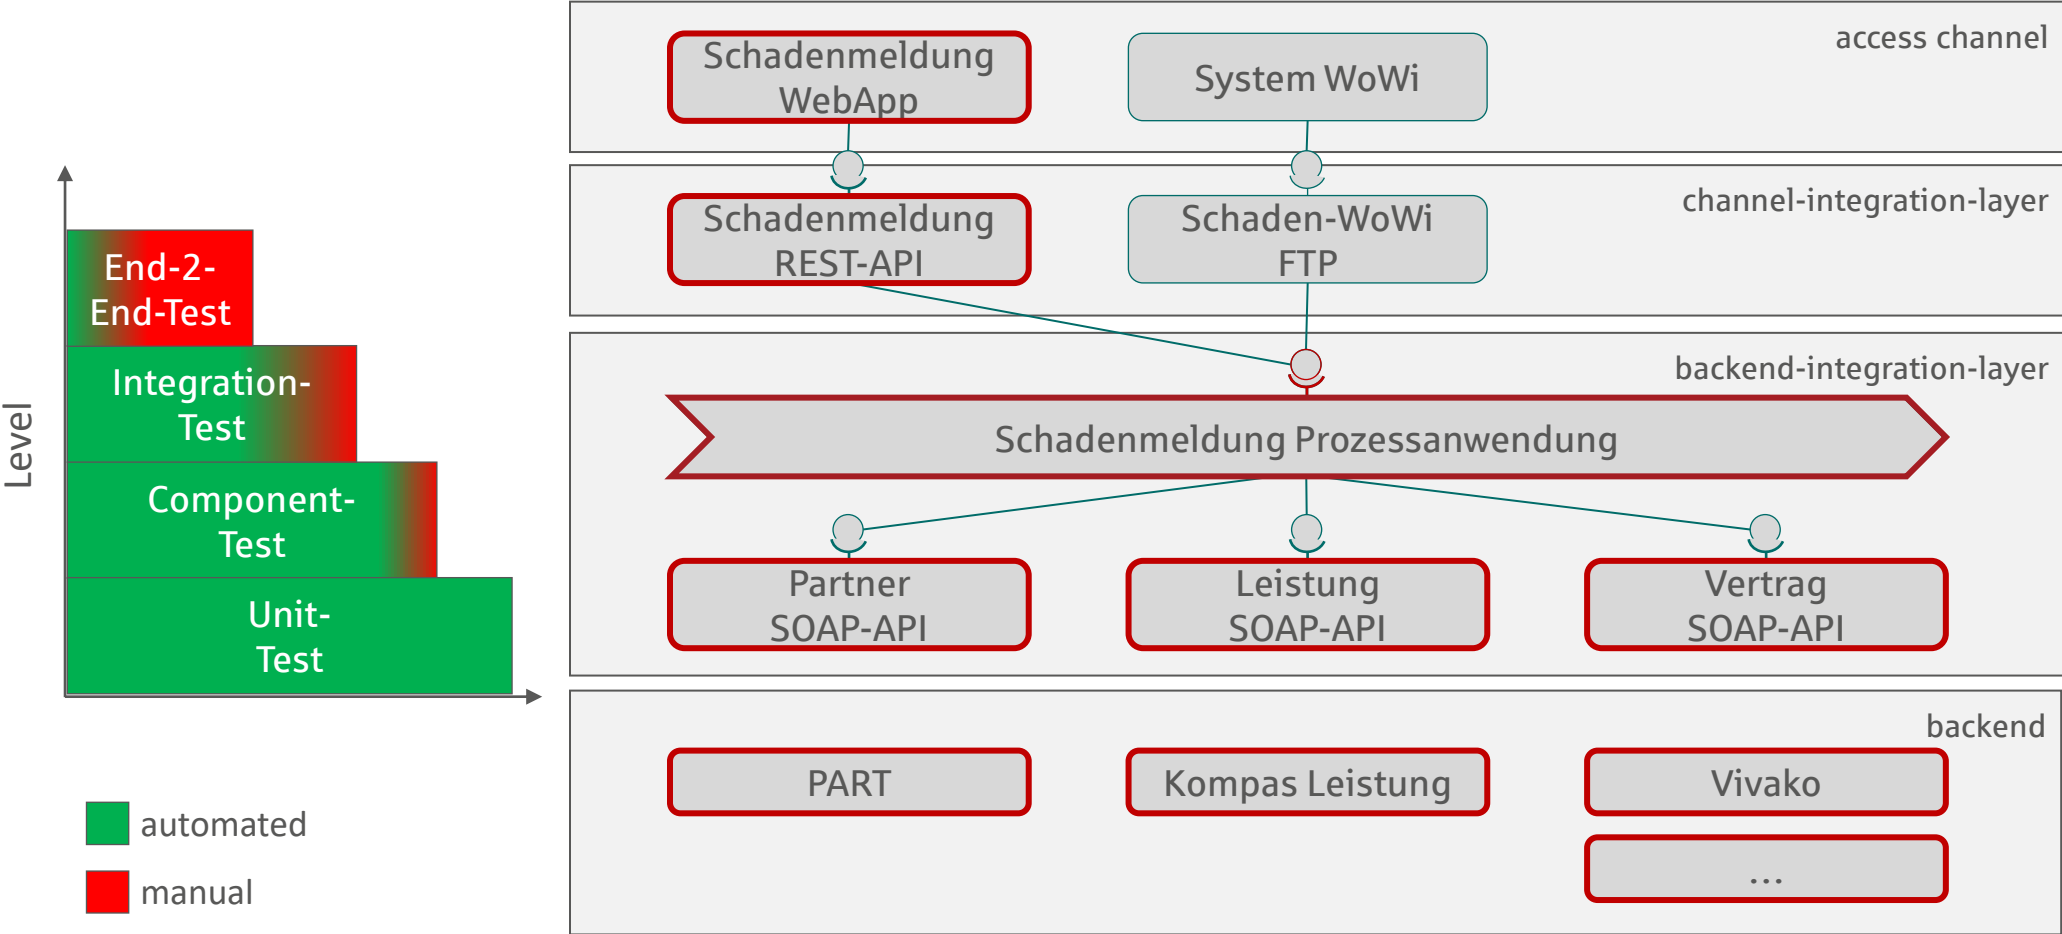 Level
End-2-
End-Test
Integration-
Test
Component-
Test
Unit-
Test
automated
manual
access channel
Schadenmeldung
WebApp
System WoWi
channel-integration-layer
Schadenmeldung
REST-API
Schaden-WoWi
FTP
backend-integration-layer
Schadenmeldung Prozessanwendung
Partner
SOAP-API
Leistung
SOAP-API
Vertrag
SOAP-API
backend
PART
Kompas Leistung
Vivako
...